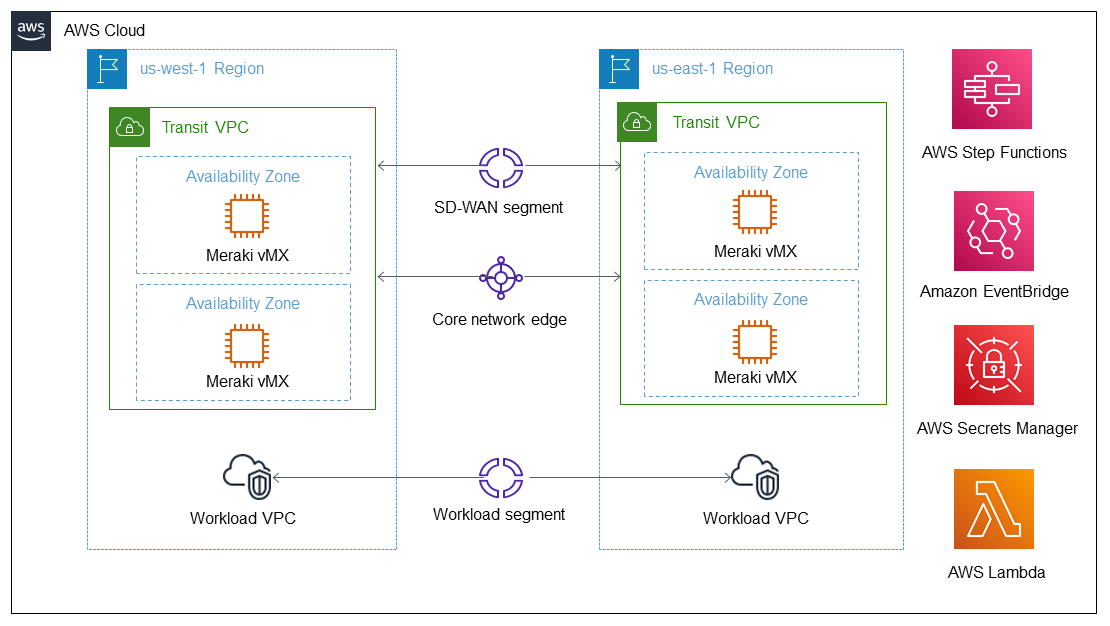 aws
AWS Cloud
us-west-1 Region
Transit VPC
Availability Zone
Meraki vMX
Availability Zone
Meraki vMX
Workload VPC
SD-WAN segment
Core network edge
Workload segment
us-east-1 Region
Transit VPC
Availability Zone
Meraki vMX
Availability Zone
Meraki vMX
Workload VPC
AWS Step Functions
Amazon EventBridge
AWS Secrets Manager
AWS Lambda